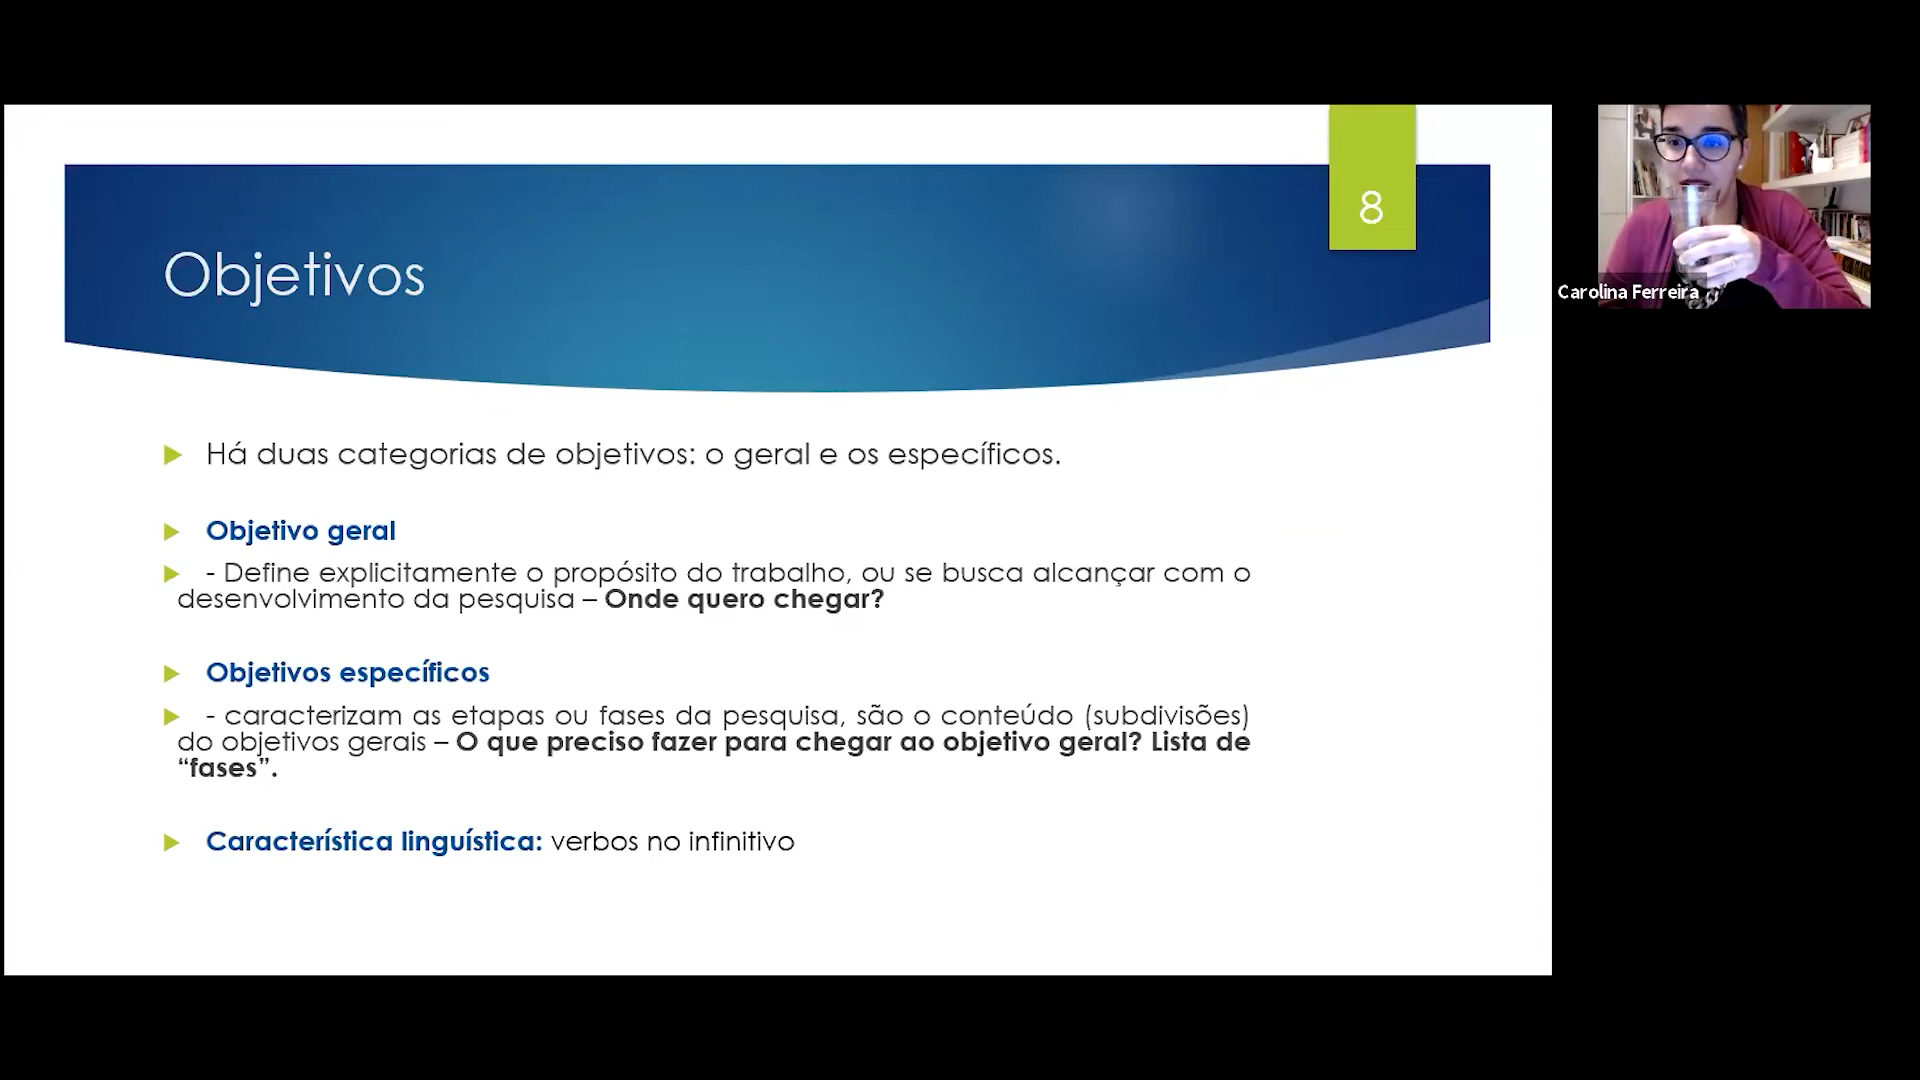 8
Objetivos
Há duas categorias de objetivos: o geral e os específicos.
Objetivo geral
- Define explicitamente o propósito do trabalho, ou se busca alcançar com o
desenvolvimento da pesquisa – Onde quero chegar?
Objetivos específicos
- caracterizam as etapas ou fases da pesquisa, são o conteúdo (subdivisões)
do objetivos gerais – O que preciso fazer para chegar ao objetivo geral? Lista de
“fases”.
Característica linguística: verbos no infinitivo
Carolina Ferreira